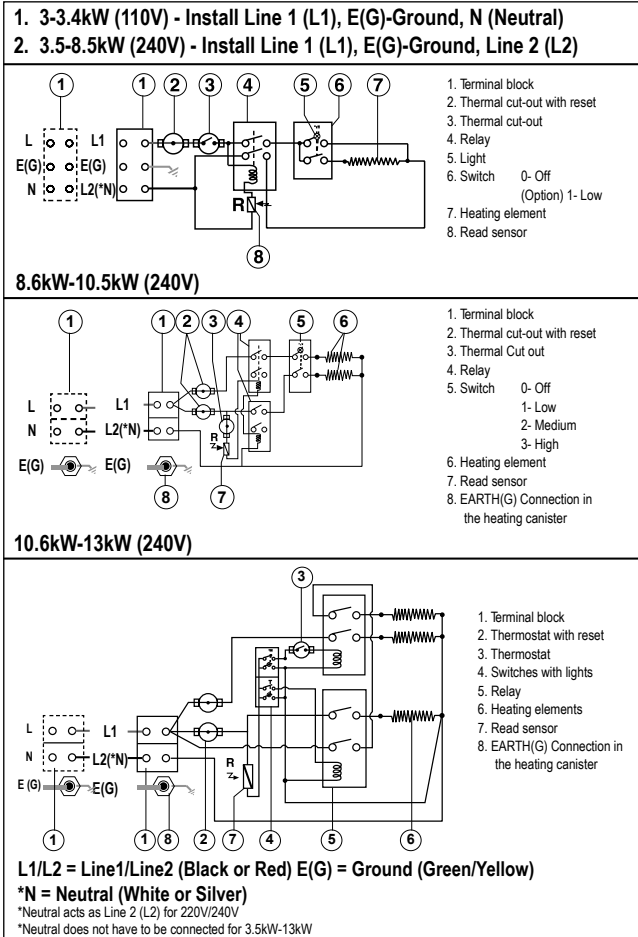 1. 3-3.4kW (110V) - Install Line 1 (L1), E(G)-Ground, N (Neutral)
2. 3.5-8.5kW (240V) - Install Line 1 (L1), E(G)-Ground, Line 2 (L2)
1 1 2 3 4 5 6 7
L L1
E(G) E(G)
N L2(*N)
R
8
1. Terminal block
2. Thermal cut-out with reset
3. Thermal cut-out
4. Relay
5. Light
6. Switch 0- Off
(Option) 1- Low
7. Heating element
8. Read sensor
8.6kW-10.5kW (240V)
1 1 2 3 4 5 6
L L1
N L2(*N)
R
E(G) E(G)
8 7
1. Terminal block
2. Thermal cut-out with reset
3. Thermal Cut out
4. Relay
5. Switch 0- Off
1- Low
2- Medium
3- High
6. Heating element
7. Read sensor
8. EARTH(G) Connection in
the heating canister
10.6kW-13kW (240V)
3
L L1
N L2(*N)
R
E (G) E(G)
1 1 8 2 7 4 5 6
1. Terminal block
2. Thermostat with reset
3. Thermostat
4. Switches with lights
5. Relay
6. Heating elements
7. Read sensor
8. EARTH(G) Connection in
the heating canister
L1/L2 = Line1/Line2 (Black or Red) E(G) = Ground (Green/Yellow)
*N = Neutral (White or Silver)
*Neutral acts as Line 2 (L2) for 220V/240V
*Neutral does not have to be connected for 3.5kW-13kW